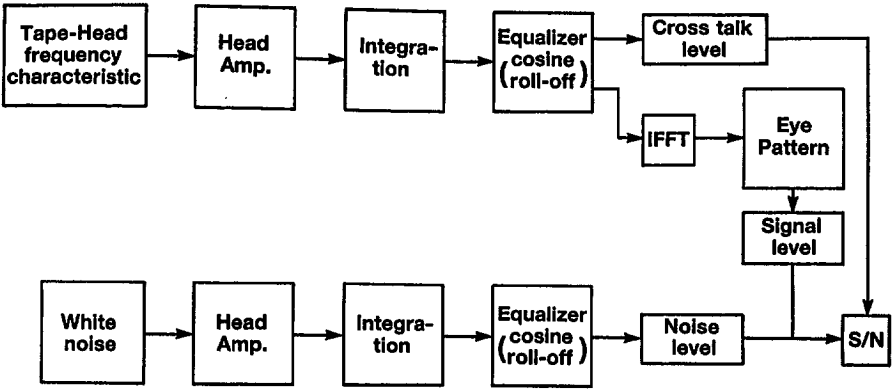 Tape-Head
frequency
characteristic
Head
Amp.
Integra-
tion
Equalizer
(cosine
roll-off)
Cross talk
level
IFFT
Eye
Pattern
Signal
level
White
noise
Head
Amp.
Integra-
tion
Equalizer
(cosine
roll-off)
Noise
level
S/N